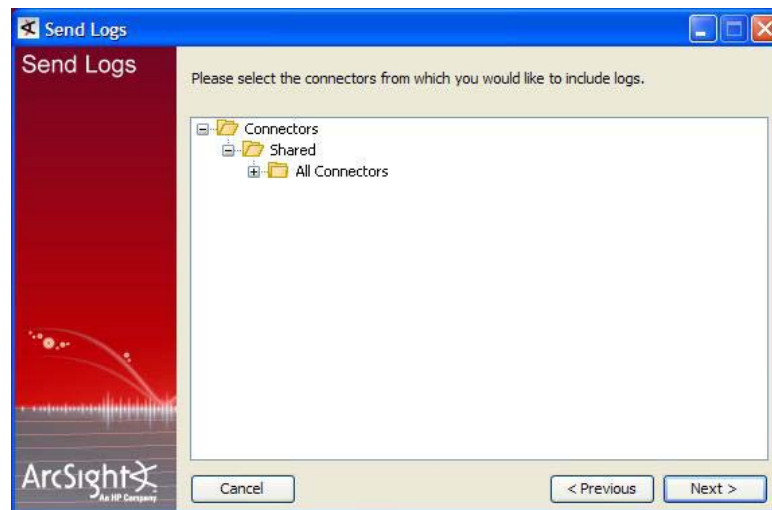 Send Logs
Send Logs
Please select the connectors from which you would like to include logs.
Connectors
Shared
All Connectors
ArcSight
An HP Company
Cancel
< Previous
Next >